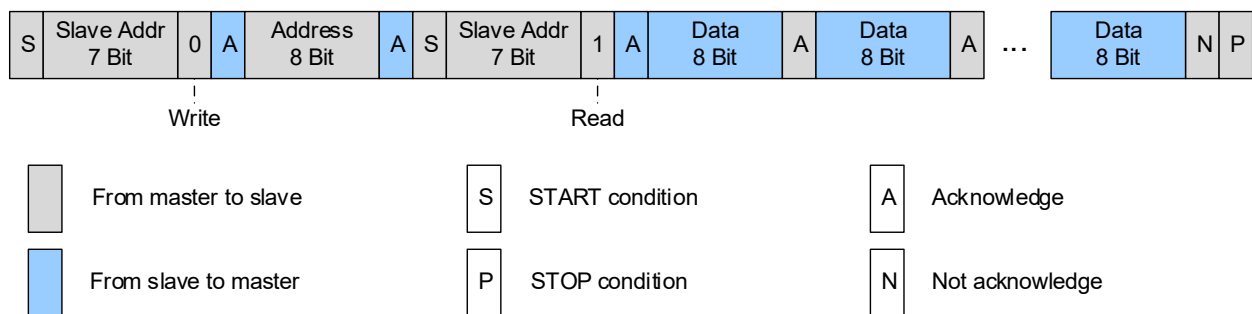 S Slave Addr 7 Bit 0 A Address 8 Bit A S Slave Addr 7 Bit 1 A Data 8 Bit A Data 8 Bit A ... Data 8 Bit N P
Write Read
From master to slave S START condition A Acknowledge
From slave to master P STOP condition N Not acknowledge